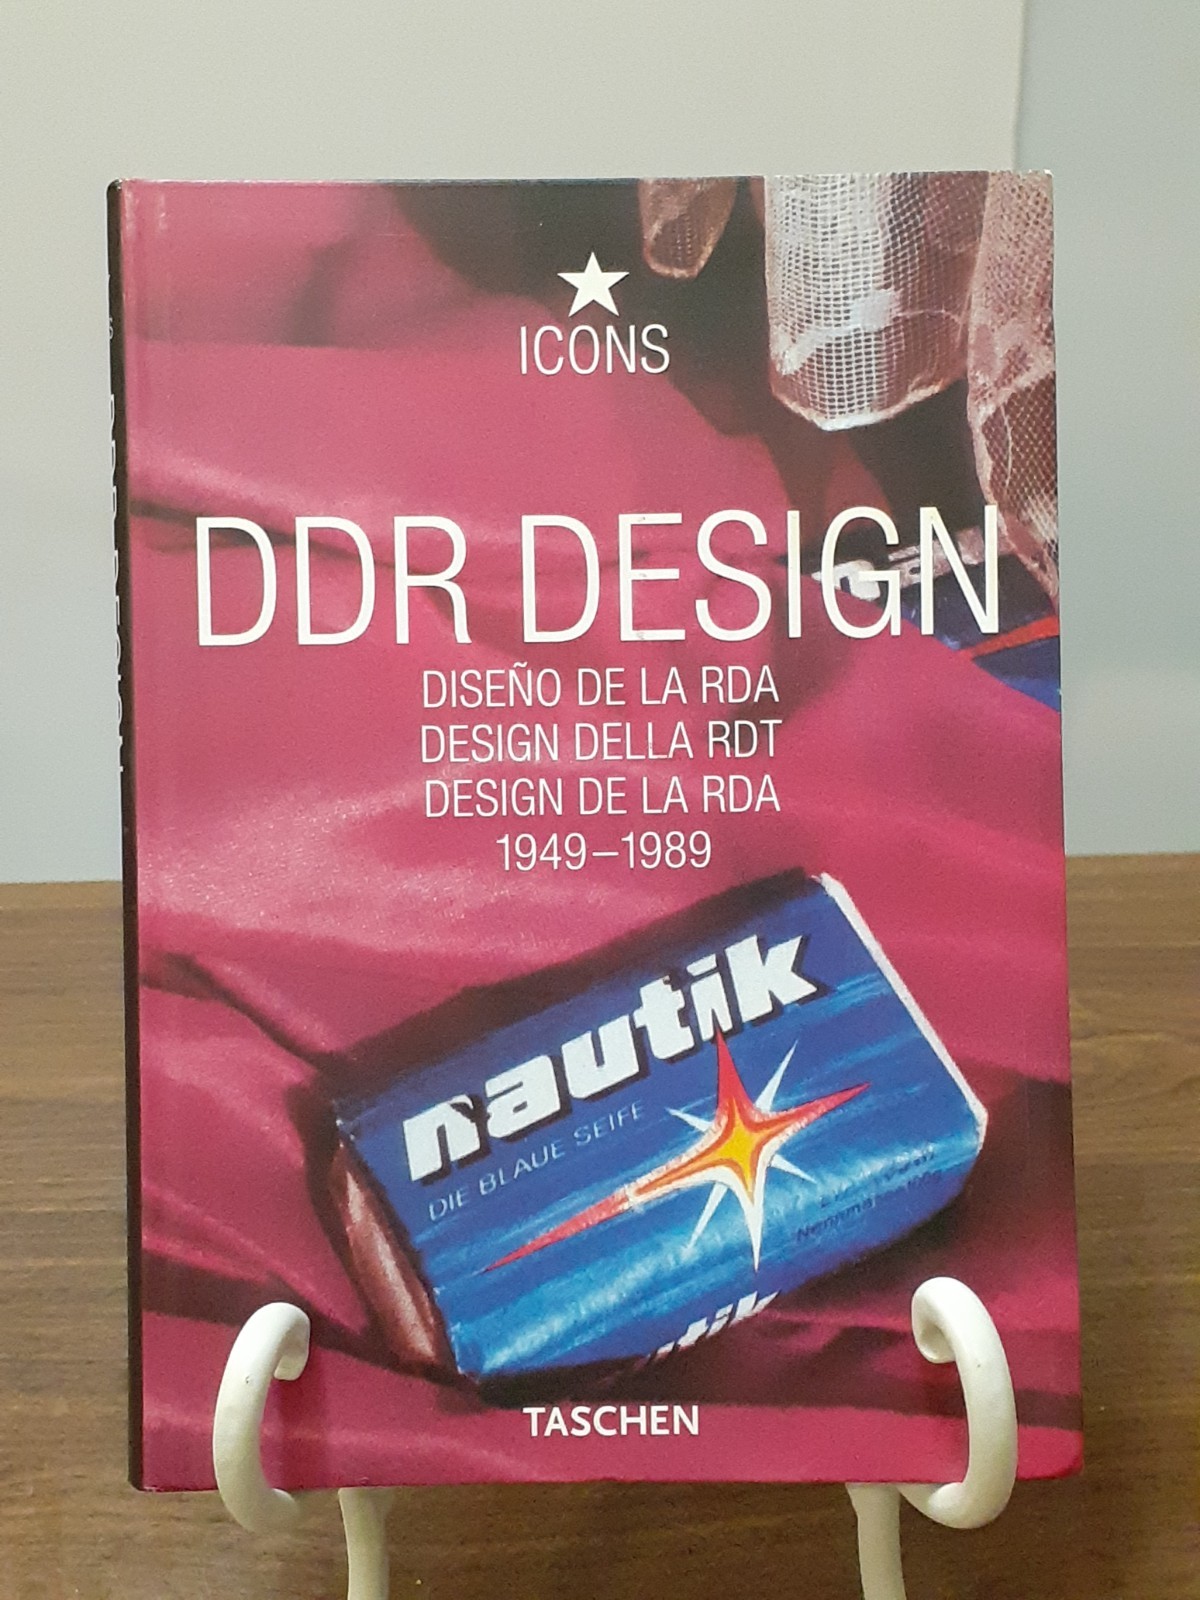 ICONS
DDR DESIGN
DISEÑO DE LA RDA
DESIGN DELLA RDT
DESIGN DE LA RDA
1949–1989
nautik
DIE BLAUE SEIFE
TASCHEN